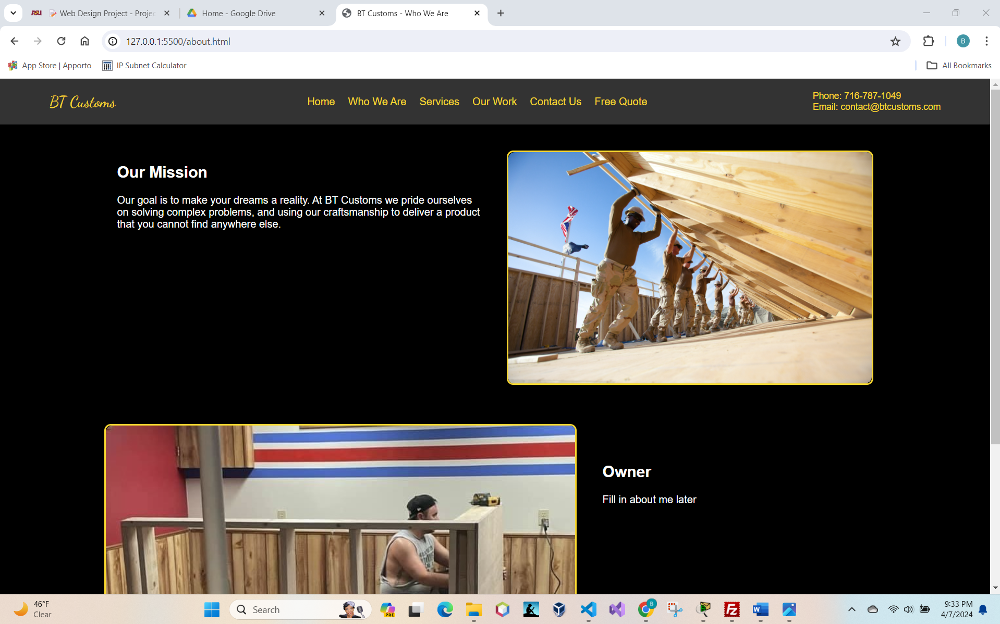 Web Design Project - Projec
Home - Google Drive
BT Customs - Who We Are
127.0.0.1:5500/about.html
B
App Store | Apporto
IP Subnet Calculator
All Bookmarks
BT Customs
Home
Who We Are
Services
Our Work
Contact Us
Free Quote
Phone: 716-787-1049
Email: contact@btcustoms.com
Our Mission
Our goal is to make your dreams a reality. At BT Customs we pride ourselves
on solving complex problems, and using our craftsmanship to deliver a product
that you cannot find anywhere else.
Owner
Fill in about me later
46°F
Clear
Search
PRE
B
Fz
W
9:33 PM
4/7/2024